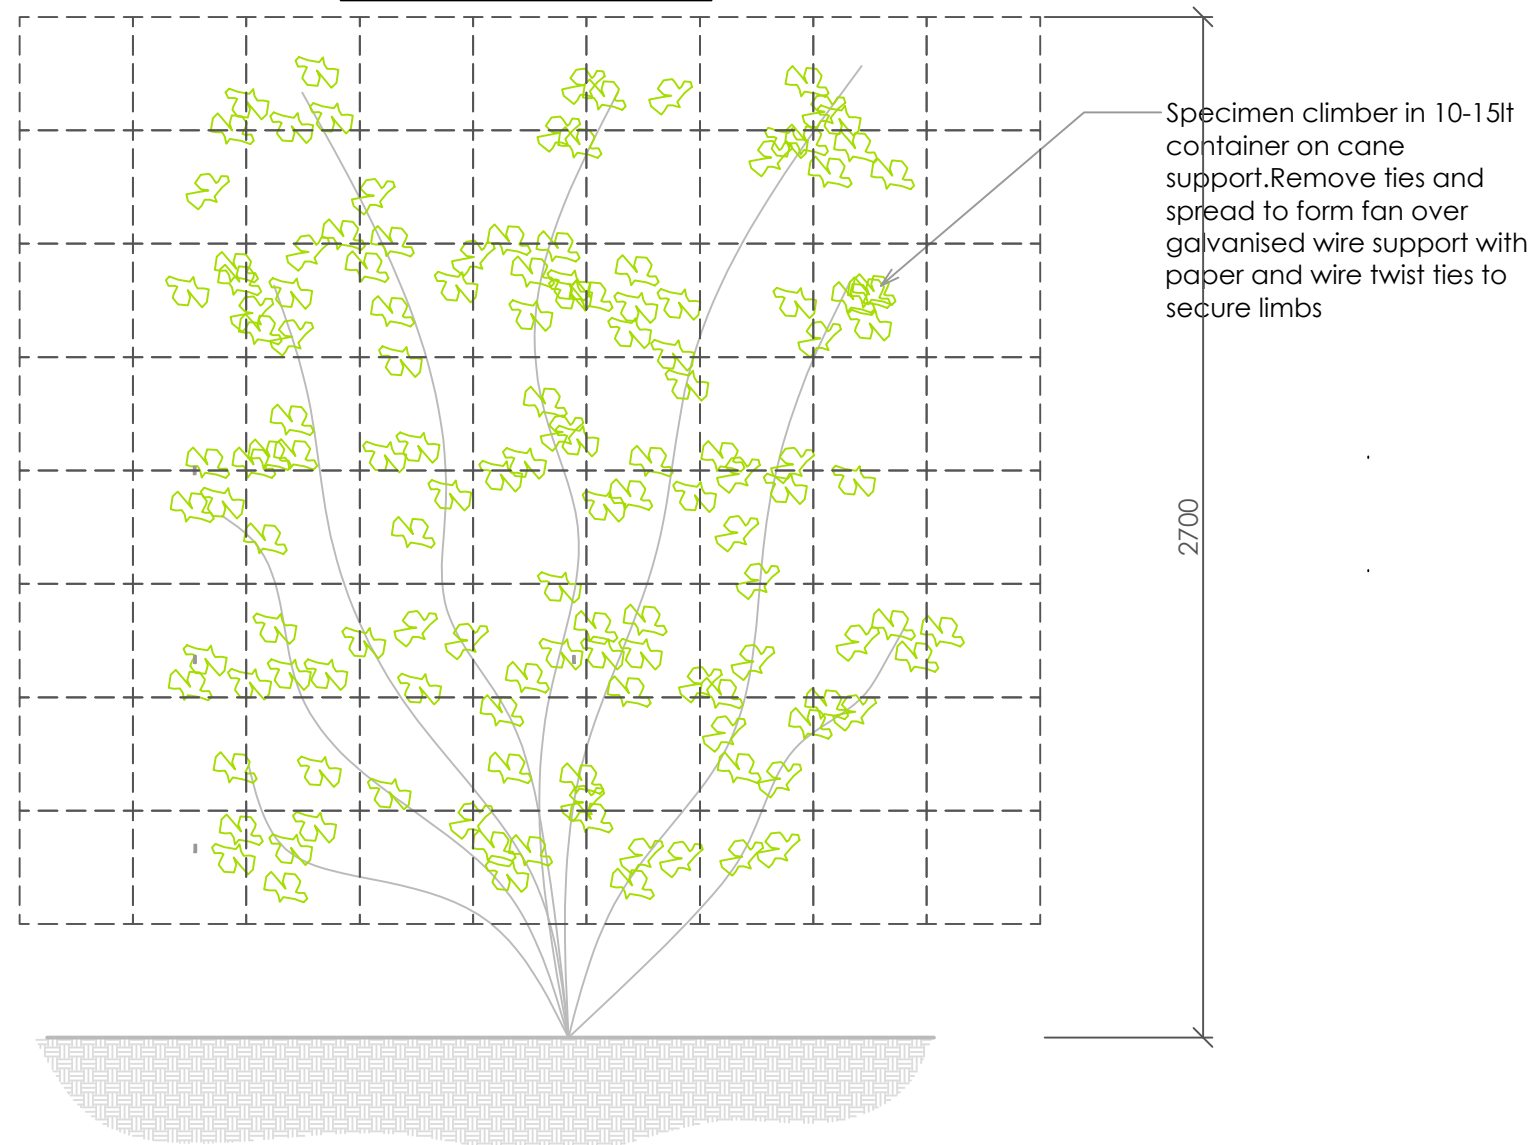 Specimen climber in 10-15lt
container on cane
support.Remove ties and
spread to form fan over
galvanised wire support with
paper and wire twist ties to
secure limbs
2700